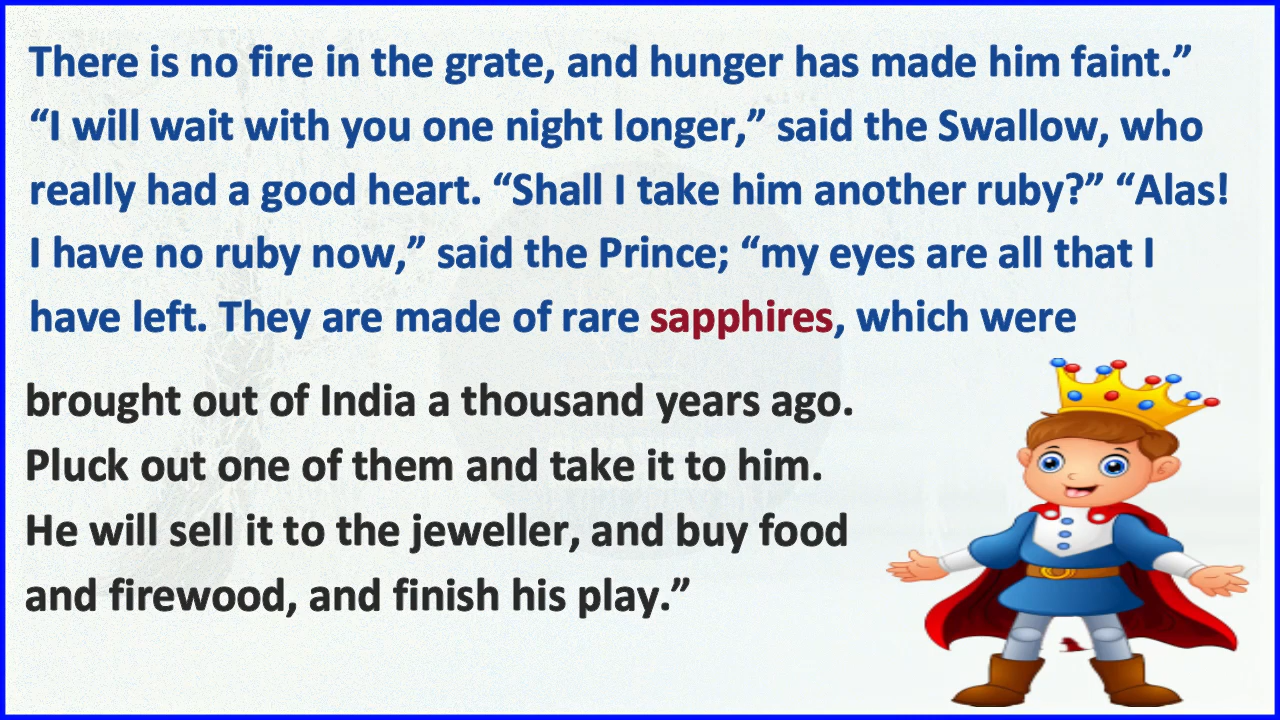 There is no fire in the grate, and hunger has made him faint.”
“I will wait with you one night longer,” said the Swallow, who
really had a good heart. “Shall I take him another ruby?” “Alas!
I have no ruby now,” said the Prince; “my eyes are all that I
have left. They are made of rare sapphires, which were
brought out of India a thousand years ago.
Pluck out one of them and take it to him.
He will sell it to the jeweller, and buy food
and firewood, and finish his play.”